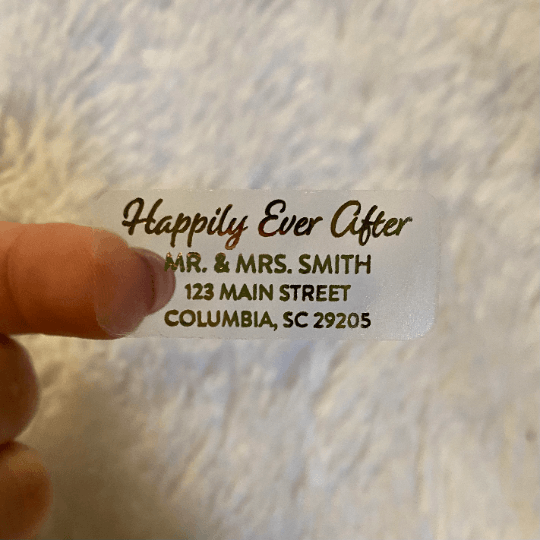 Happily Ever After
MR. & MRS. SMITH
123 MAIN STREET
COLUMBIA, SC 29205